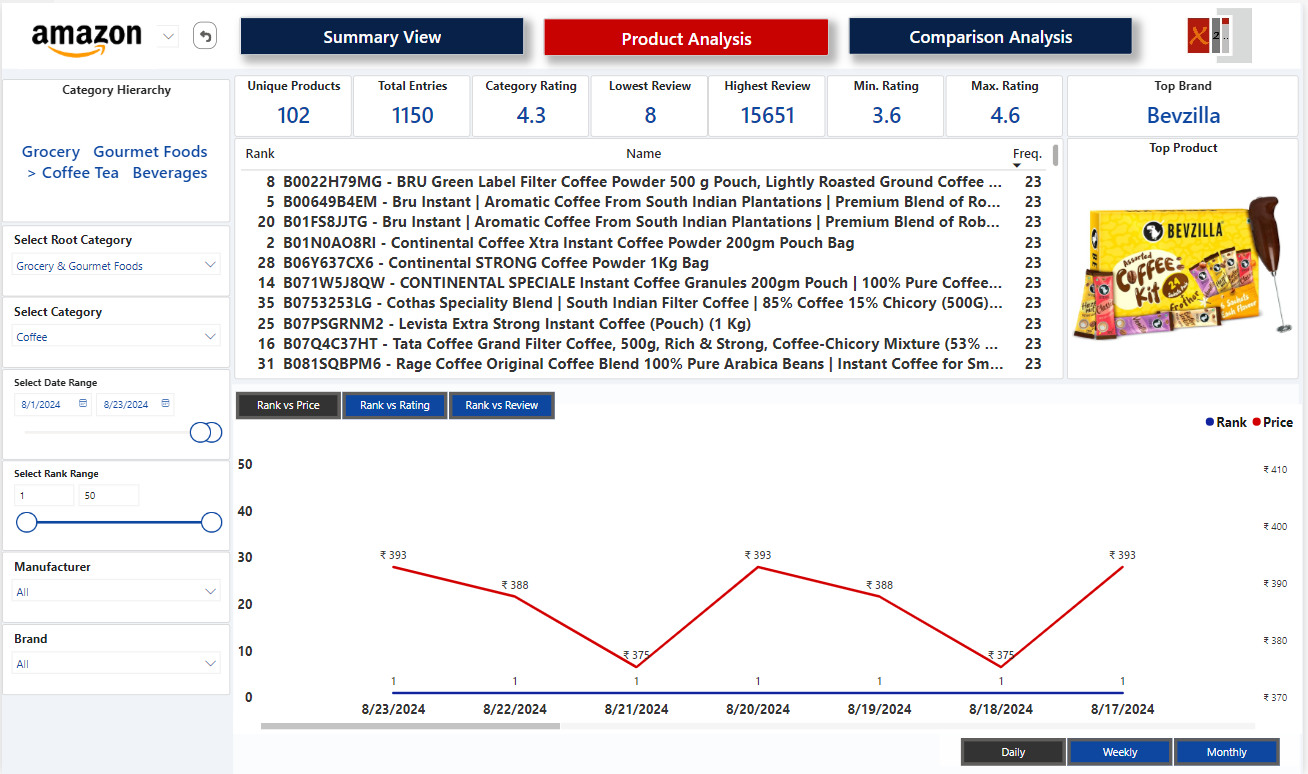 amazon
Summary View
Product Analysis
Comparison Analysis
Category Hierarchy
Grocery Gourmet Foods
> Coffee Tea Beverages
Select Root Category
Grocery & Gourmet Foods
Select Category
Coffee
Select Date Range
8/1/2024
8/23/2024
Select Rank Range
1
50
Manufacturer
All
Brand
All
Unique Products
102
Total Entries
1150
Category Rating
4.3
Lowest Review
8
Highest Review
15651
Min. Rating
3.6
Max. Rating
4.6
Top Brand
Bevzilla
Rank Name Freq.
8 B0022H79MG - BRU Green Label Filter Coffee Powder 500 g Pouch, Lightly Roasted Ground Coffee ... 23
5 B00649B4EM - Bru Instant | Aromatic Coffee From South Indian Plantations | Premium Blend of Ro... 23
20 B01FS8JJTG - Bru Instant | Aromatic Coffee From South Indian Plantations | Premium Blend of Rob... 23
2 B01N0AO8RI - Continental Coffee Xtra Instant Coffee Powder 200gm Pouch Bag 23
28 B06Y637CX6 - Continental STRONG Coffee Powder 1Kg Bag 23
14 B071W5J8QW - CONTINENTAL SPECIALE Instant Coffee Granules 200gm Pouch | 100% Pure Coffee... 23
35 B0753253LG - Cothas Speciality Blend | South Indian Filter Coffee | 85% Coffee 15% Chicory (500G)... 23
25 B07PSGRNM2 - Levista Extra Strong Instant Coffee (Pouch) (1 Kg) 23
16 B07Q4C37HT - Tata Coffee Grand Filter Coffee, 500g, Rich & Strong, Coffee-Chicory Mixture (53% ... 23
31 B081SQBPM6 - Rage Coffee Original Coffee Blend 100% Pure Arabica Beans | Instant Coffee for Sm... 23
Top Product
BEVZILLA
Assorted
COFFEE
Kit
24
Frother
Rank vs Price
Rank vs Rating
Rank vs Review
Rank Price
50
40
30
20
10
0
₹ 410
₹ 400
₹ 390
₹ 380
₹ 370
₹ 393
₹ 388
₹ 375
₹ 393
₹ 388
₹ 375
₹ 393
1 1 1 1 1 1 1
8/23/2024 8/22/2024 8/21/2024 8/20/2024 8/19/2024 8/18/2024 8/17/2024
Daily
Weekly
Monthly